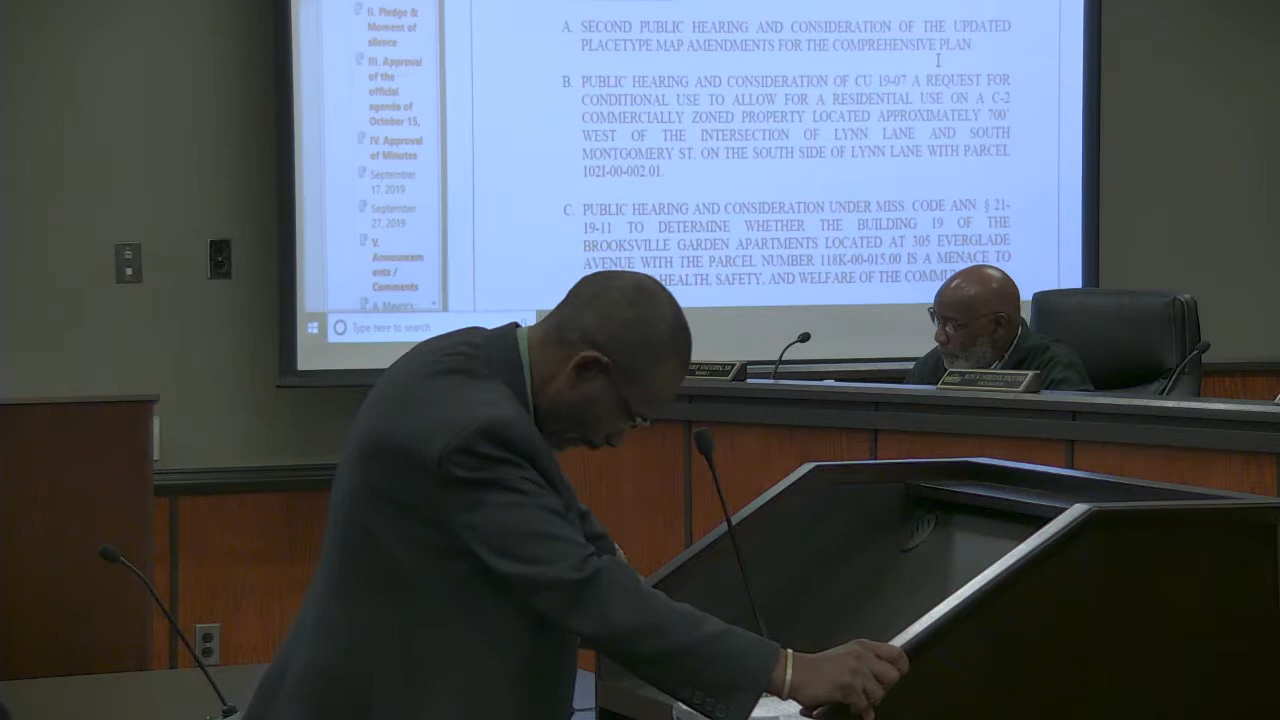 II. Pledge &
Moment of
silence
III. Approval
of the
official
agenda of
October 15,
IV. Approval
of Minutes
September
17, 2019
September
27, 2019
V.
Announcem
ents /
Comments
A. Mayor's
Type here to search
A. SECOND PUBLIC HEARING AND CONSIDERATION OF THE UPDATED
PLACETYPE MAP AMENDMENTS FOR THE COMPREHENSIVE PLAN
B. PUBLIC HEARING AND CONSIDERATION OF CU 19-07 A REQUEST FOR
CONDITIONAL USE TO ALLOW FOR A RESIDENTIAL USE ON A C-2
COMMERCIALLY ZONED PROPERTY LOCATED APPROXIMATELY 700'
WEST OF THE INTERSECTION OF LYNN LANE AND SOUTH
MONTGOMERY ST. ON THE SOUTH SIDE OF LYNN LANE WITH PARCEL
102I-00-002.01.
C. PUBLIC HEARING AND CONSIDERATION UNDER MISS. CODE ANN § 21-
19-11 TO DETERMINE WHETHER THE BUILDING 19 OF THE
BROOKSVILLE GARDEN APARTMENTS LOCATED AT 305 EVERGLADE
AVENUE WITH THE PARCEL NUMBER 118K-00-015.00 IS A MENACE TO
HEALTH, SAFETY, AND WELFARE OF THE